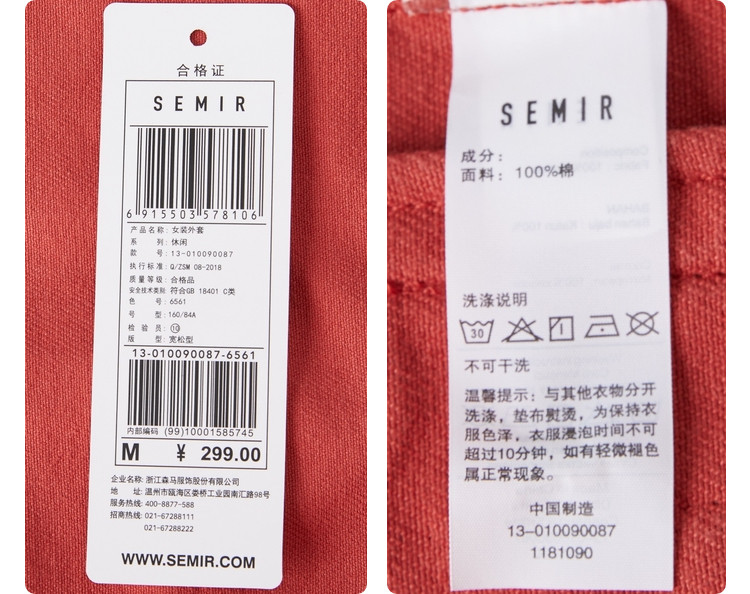 合格证
SEMIR
6 915503 578106
产品名称: 女装外套
系 列: 休闲
款 号: 13-010090087
执行标准: Q/ZSM 08-2018
质量等级: 合格品
安全技术类别: 符合GB 18401 C类
色 号: 6561
号 型: 160/84A
检 验 员: ⑩
版 型: 宽松型
13-010090087-6561
内部编码 (99)10001585745
M ¥ 299.00
企业名称: 浙江森马服饰股份有限公司
地 址: 温州市瓯海区娄桥工业园南汇路98号
服务热线: 400-8877-588
招商热线: 021-67288111
021-67288222
WWW.SEMIR.COM
SEMIR
成分:
面料: 100%棉
洗涤说明
30
不可干洗
温馨提示: 与其他衣物分开
洗涤, 垫布熨烫, 为保持衣
服色泽, 衣服浸泡时间不可
超过10分钟, 如有轻微褪色
属正常现象。
中国制造
13-010090087
1181090